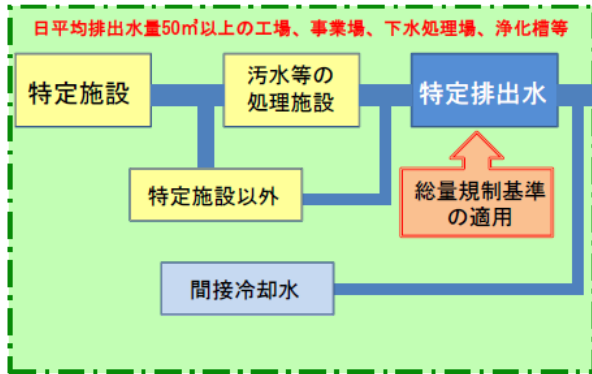 日平均排出水量50㎥以上の工場、事業場、下水処理場、浄化槽等
特定施設
汚水等の
処理施設
特定排出水
特定施設以外
総量規制基準
の適用
間接冷却水